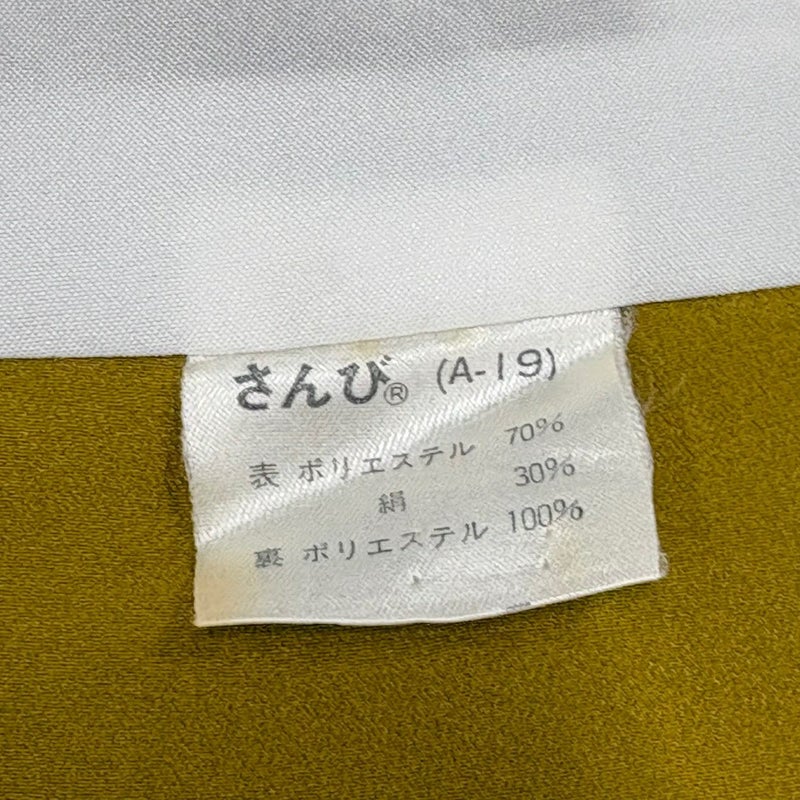 さんび® (A-19)
表 ポリエステル 70%
絹 30%
裏 ポリエステル 100%